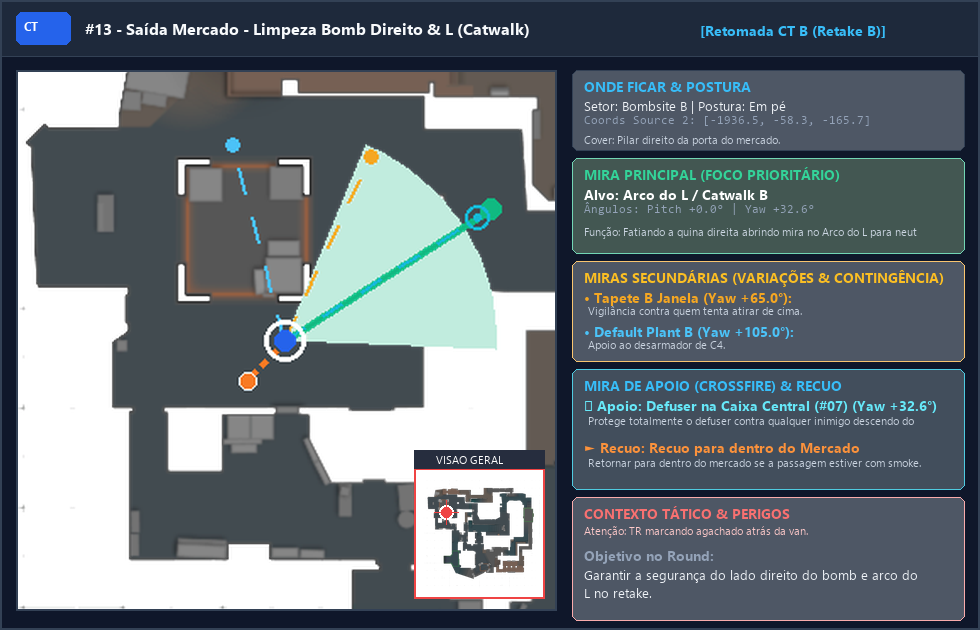 CT
#13 - Saída Mercado - Limpeza Bomb Direito & L (Catwalk)
[Retomada CT B (Retake B)]
ONDE FICAR & POSTURA
Setor: Bombsite B | Postura: Em pé
Coords Source 2: [-1936.5, -58.3, -165.7]
Cover: Pilar direito da porta do mercado.
MIRA PRINCIPAL (FOCO PRIORITÁRIO)
Alvo: Arco do L / Catwalk B
Ângulos: Pitch +0.0º | Yaw +32.6º
Função: Fatiando a quina direita abrindo mira no Arco do L para neut
MIRAS SECUNDÁRIAS (VARIAÇÕES & CONTINGÊNCIA)
• Tapete B Janela (Yaw +65.0º):
Vigilância contra quem tenta atirar de cima.
• Default Plant B (Yaw +105.0º):
Apoio ao desarmador de C4.
MIRA DE APOIO (CROSSFIRE) & RECUO
Apoio: Defuser na Caixa Central (#07) (Yaw +32.6º)
Protege totalmente o defuser contra qualquer inimigo descendo do
► Recuo: Recuo para dentro do Mercado
Retornar para dentro do mercado se a passagem estiver com smoke.
CONTEXTO TÁTICO & PERIGOS
Atenção: TR marcando agachado atrás da van.
Objetivo no Round:
Garantir a segurança do lado direito do bomb e arco do
L no retake.
VISAO GERAL